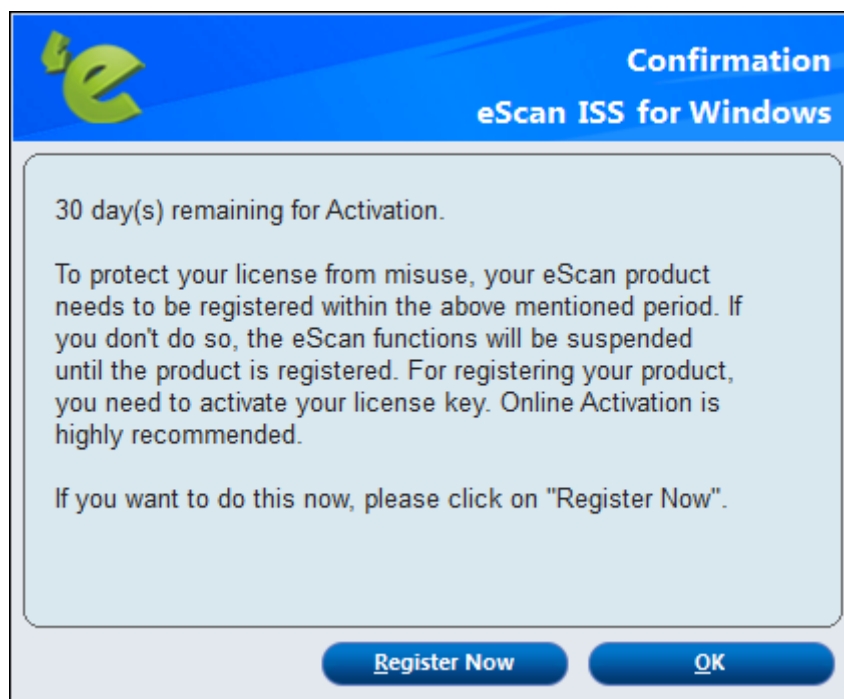 Confirmation
eScan ISS for Windows
30 day(s) remaining for Activation.
To protect your license from misuse, your eScan product
needs to be registered within the above mentioned period. If
you don't do so, the eScan functions will be suspended
until the product is registered. For registering your product,
you need to activate your license key. Online Activation is
highly recommended.
If you want to do this now, please click on "Register Now".
Register Now
OK